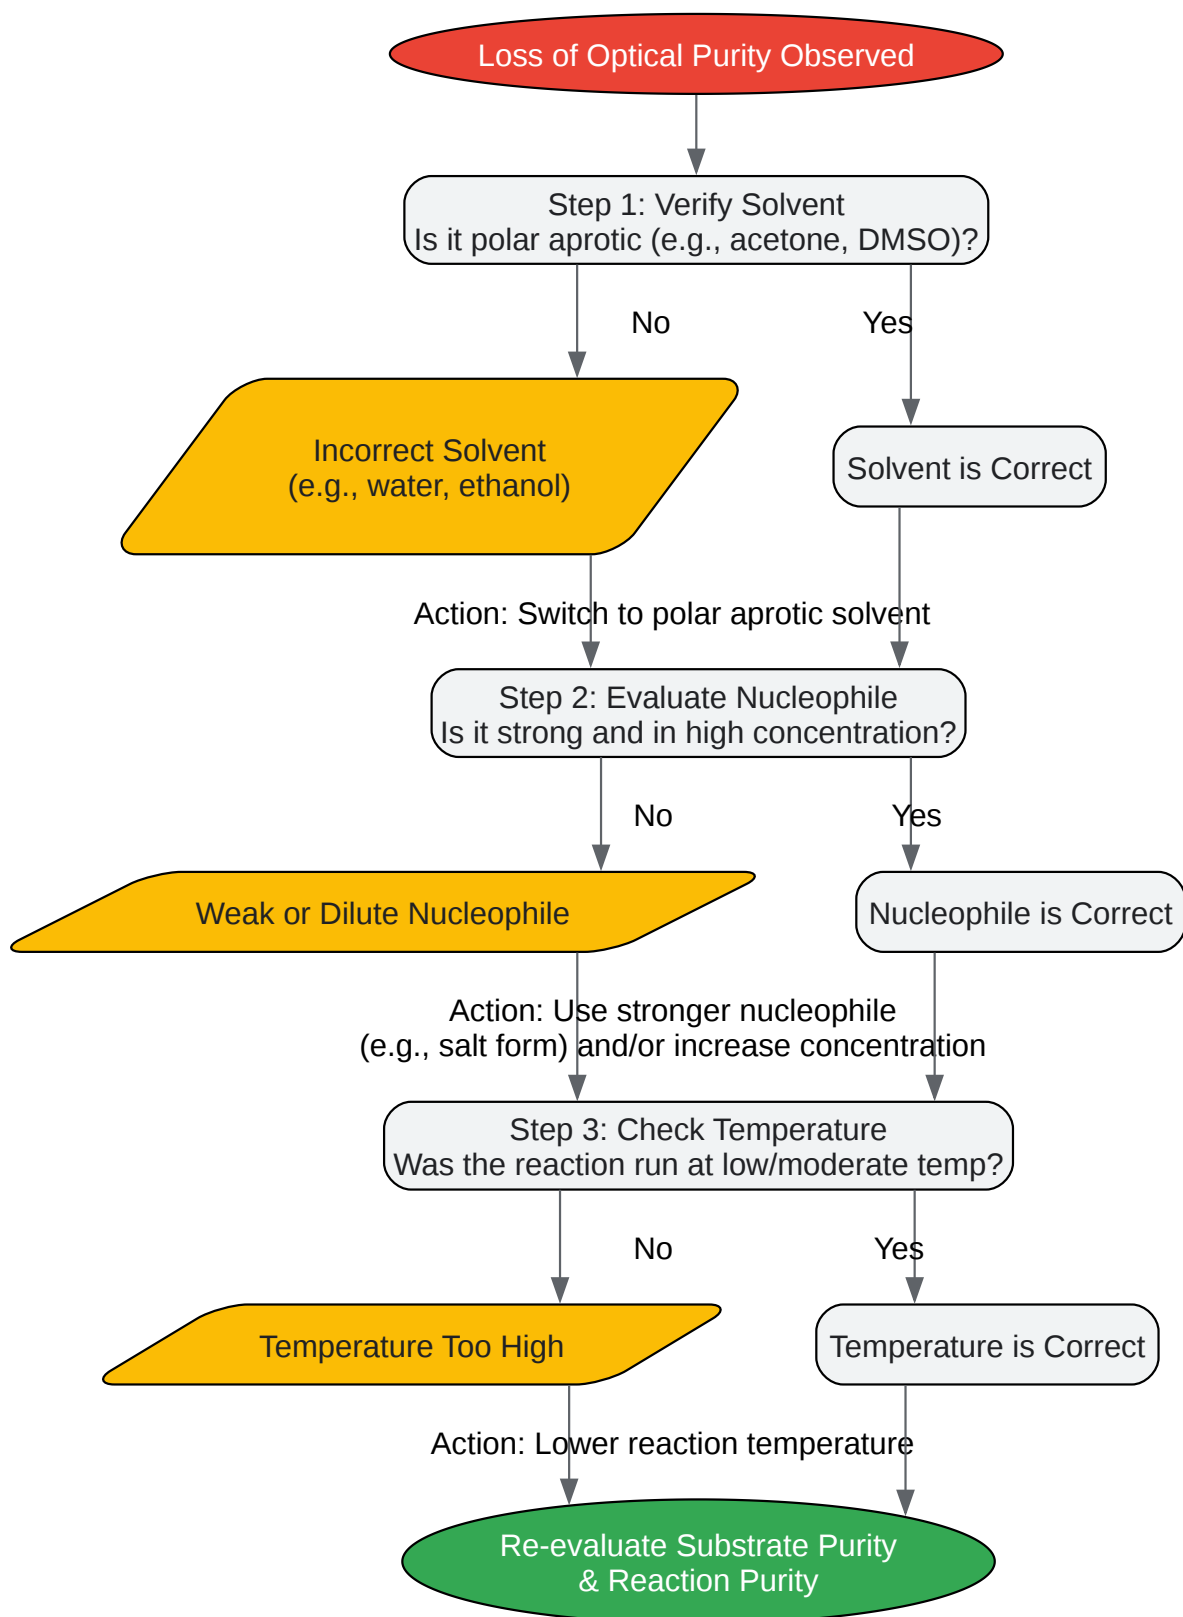 Loss of Optical Purity Observed
Step 1: Verify Solvent
Is it polar aprotic (e.g., acetone, DMSO)?
No
Yes
Incorrect Solvent
(e.g., water, ethanol)
Solvent is Correct
Action: Switch to polar aprotic solvent
Step 2: Evaluate Nucleophile
Is it strong and in high concentration?
No
Yes
Weak or Dilute Nucleophile
Nucleophile is Correct
Action: Use stronger nucleophile
(e.g., salt form) and/or increase concentration
Step 3: Check Temperature
Was the reaction run at low/moderate temp?
No
Yes
Temperature Too High
Temperature is Correct
Action: Lower reaction temperature
Re-evaluate Substrate Purity
& Reaction Purity